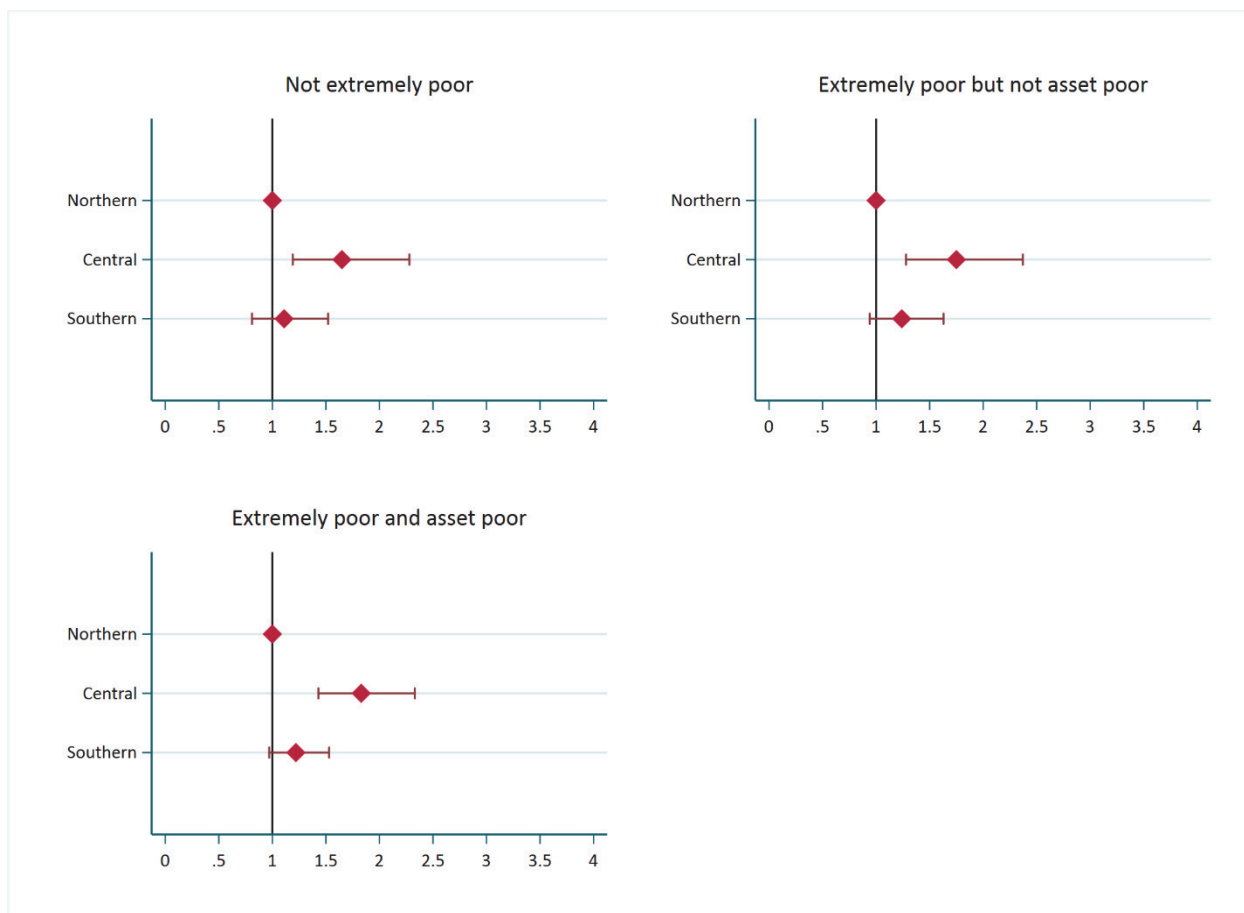 Not extremely poor
Northern
Central
Southern
0 .5 1 1.5 2 2.5 3 3.5 4
Extremely poor but not asset poor
Northern
Central
Southern
0 .5 1 1.5 2 2.5 3 3.5 4
Extremely poor and asset poor
Northern
Central
Southern
0 .5 1 1.5 2 2.5 3 3.5 4